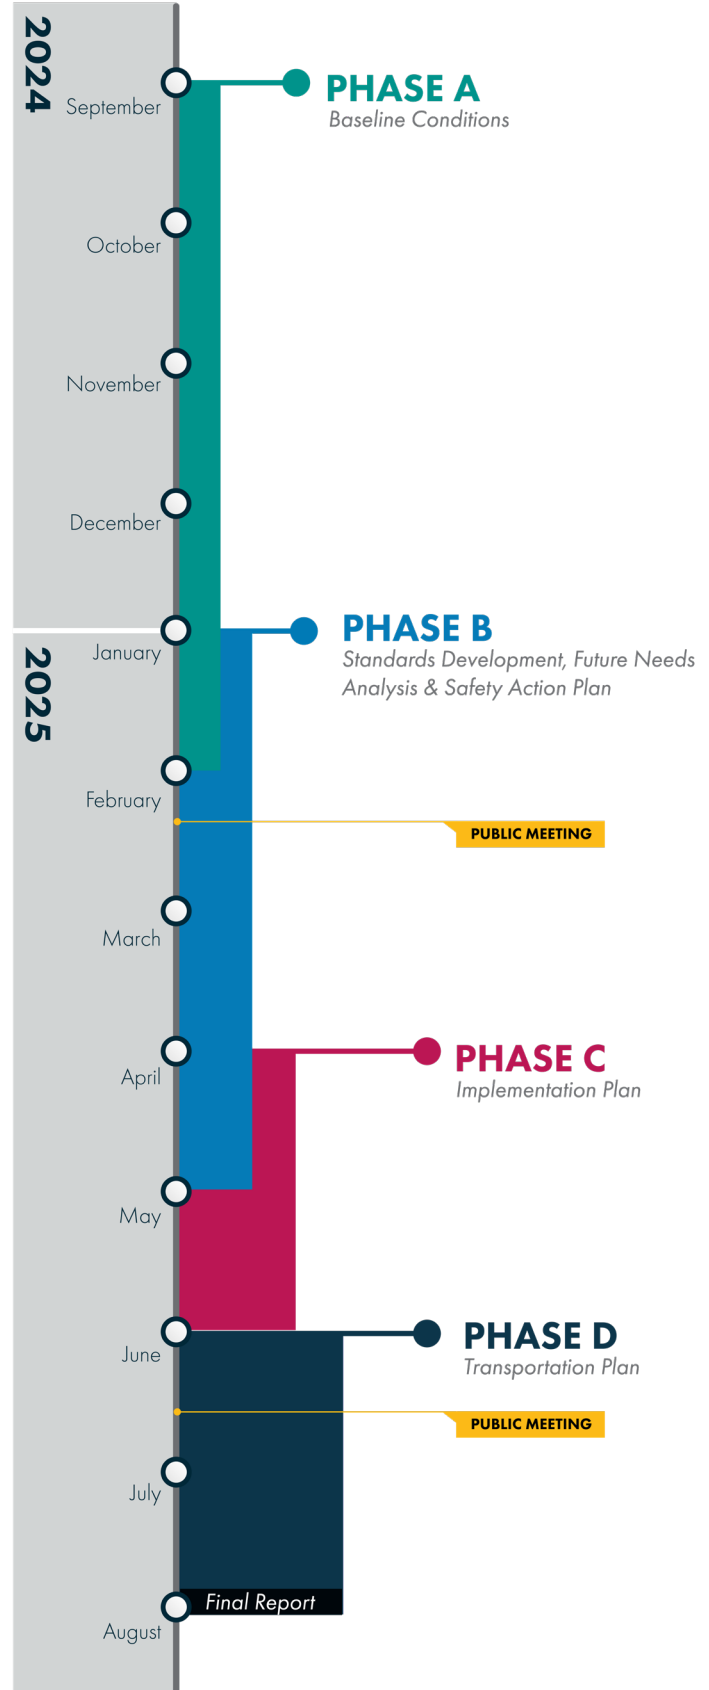 2024
September
PHASE A
Baseline Conditions
October
November
December
2025
January
PHASE B
Standards Development, Future Needs
Analysis & Safety Action Plan
February
PUBLIC MEETING
March
April
PHASE C
Implementation Plan
May
June
PHASE D
Transportation Plan
PUBLIC MEETING
July
Final Report
August